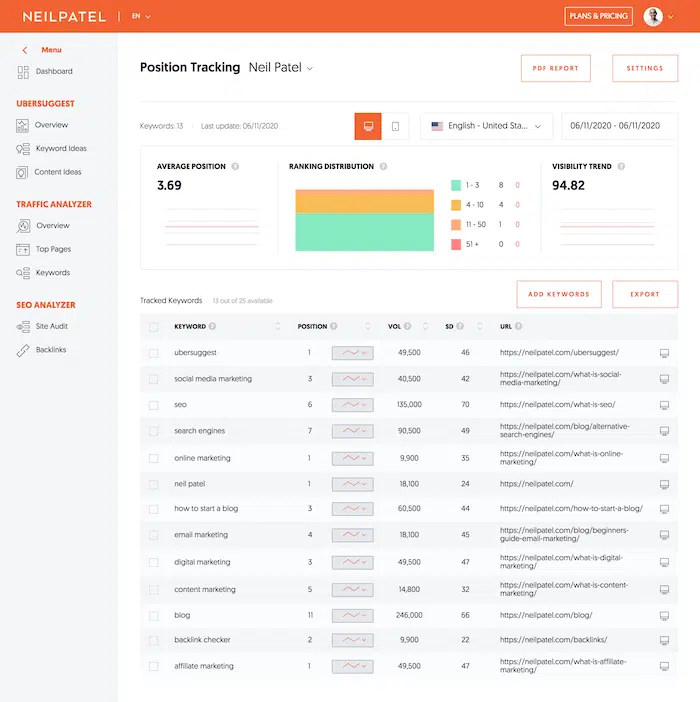 NEILPATEL
EN
PLANS & PRICING
Menu
Dashboard
UBERSUGGEST
Overview
Keyword Ideas
Content Ideas
TRAFFIC ANALYZER
Overview
Top Pages
Keywords
SEO ANALYZER
Site Audit
Backlinks
Position Tracking Neil Patel
PDF REPORT
SETTINGS
Keywords: 13 Last update: 06/11/2020
English - United Sta...
06/11/2020 - 06/11/2020
AVERAGE POSITION ?
3.69
RANKING DISTRIBUTION ?
1 - 3 8 0
4 - 10 4 0
11 - 50 1 0
51 + 0 0
VISIBILITY TREND ?
94.82
Tracked Keywords 13 out of 25 available
ADD KEYWORDS
EXPORT
KEYWORD ? POSITION ? VOL ? SD ? URL ?
ubersuggest 1 49,500 46 https://neilpatel.com/ubersuggest/
social media marketing 3 40,500 42 https://neilpatel.com/what-is-social-
media-marketing/
seo 6 135,000 70 https://neilpatel.com/what-is-seo/
search engines 7 90,500 49 https://neilpatel.com/blog/alternative-
search-engines/
online marketing 1 9,900 35 https://neilpatel.com/what-is-online-
marketing/
neil patel 1 18,100 24 https://neilpatel.com/
how to start a blog 3 60,500 44 https://neilpatel.com/how-to-start-a-blog/
email marketing 4 18,100 45 https://neilpatel.com/blog/beginners-
guide-email-marketing/
digital marketing 3 49,500 47 https://neilpatel.com/what-is-digital-
marketing/
content marketing 5 14,800 32 https://neilpatel.com/what-is-content-
marketing/
blog 11 246,000 66 https://neilpatel.com/blog/
backlink checker 2 9,900 22 https://neilpatel.com/backlinks/
affiliate marketing 1 49,500 47 https://neilpatel.com/what-is-affiliate-
marketing/